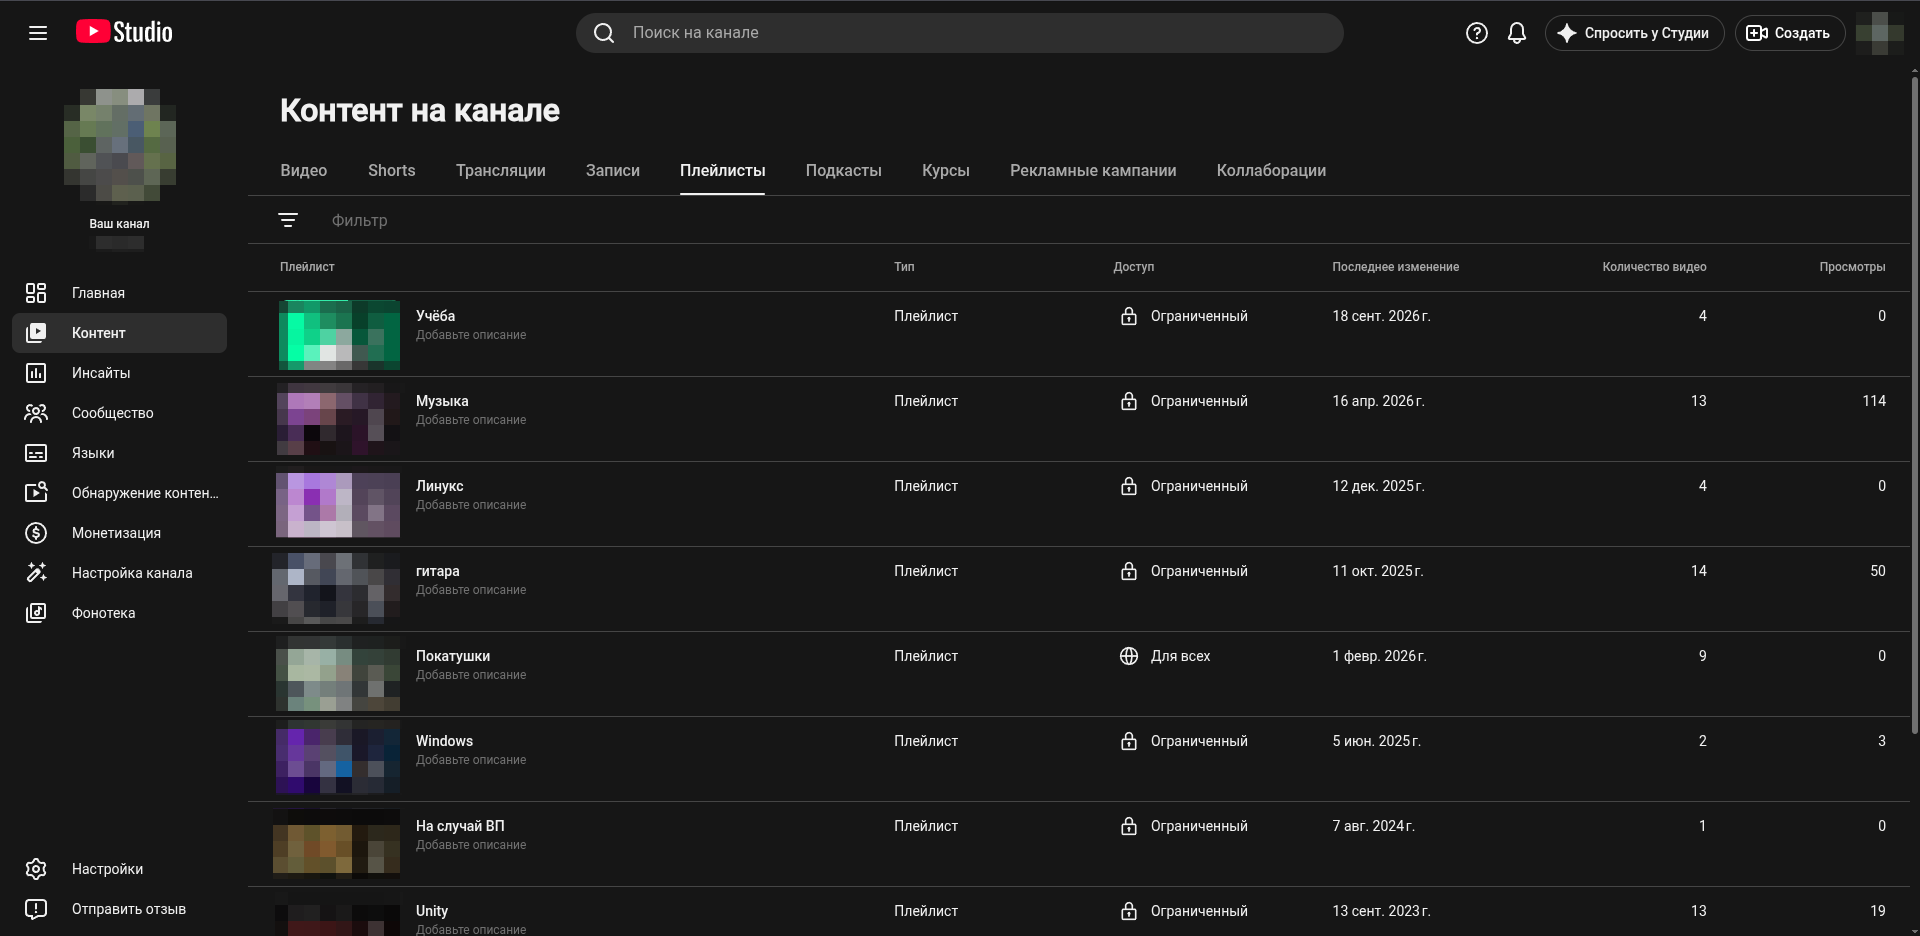 Studio
Поиск на канале
Спросить у Студии
Создать
Ваш канал
Главная
Контент
Инсайты
Сообщество
Языки
Обнаружение контен…
Монетизация
Настройка канала
Фонотека
Настройки
Отправить отзыв
Контент на канале
Видео Shorts Трансляции Записи Плейлисты Подкасты Курсы Рекламные кампании Коллаборации
Фильтр
Плейлист Тип Доступ Последнее изменение Количество видео Просмотры
Учёба Плейлист Ограниченный 18 сент. 2026 г. 4 0
Добавьте описание
Музыка Плейлист Ограниченный 16 апр. 2026 г. 13 114
Добавьте описание
Линукс Плейлист Ограниченный 12 дек. 2025 г. 4 0
Добавьте описание
гитара Плейлист Ограниченный 11 окт. 2025 г. 14 50
Добавьте описание
Покатушки Плейлист Для всех 1 февр. 2026 г. 9 0
Добавьте описание
Windows Плейлист Ограниченный 5 июн. 2025 г. 2 3
Добавьте описание
На случай ВП Плейлист Ограниченный 7 авг. 2024 г. 1 0
Добавьте описание
Unity Плейлист Ограниченный 13 сент. 2023 г. 13 19
Добавьте описание